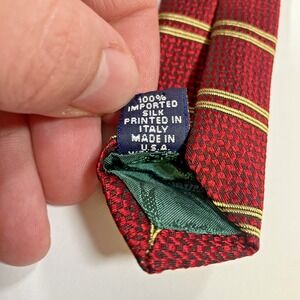 100%
IMPORTED
SILK
PRINTED IN
ITALY
MADE IN
U.S.A